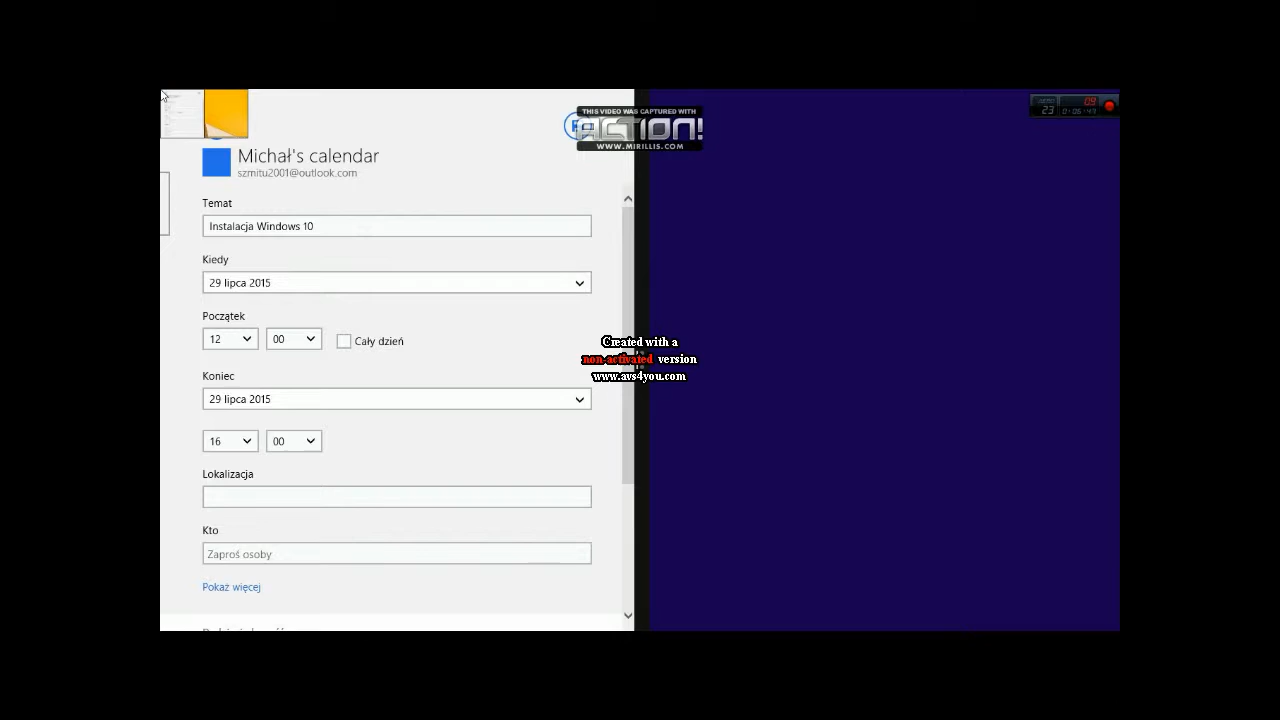 THIS VIDEO WAS CAPTURED WITH
ACTION!
WWW.MIRILLIS.COM
09
23
Michał's calendar
szmitu2001@outlook.com
Temat
Instalacja Windows 10
Kiedy
29 lipca 2015
Początek
12 00 Cały dzień
Created with a
non-activated version
www.avs4you.com
Koniec
29 lipca 2015
16 00
Lokalizacja
Kto
Zaproś osoby
Pokaż więcej